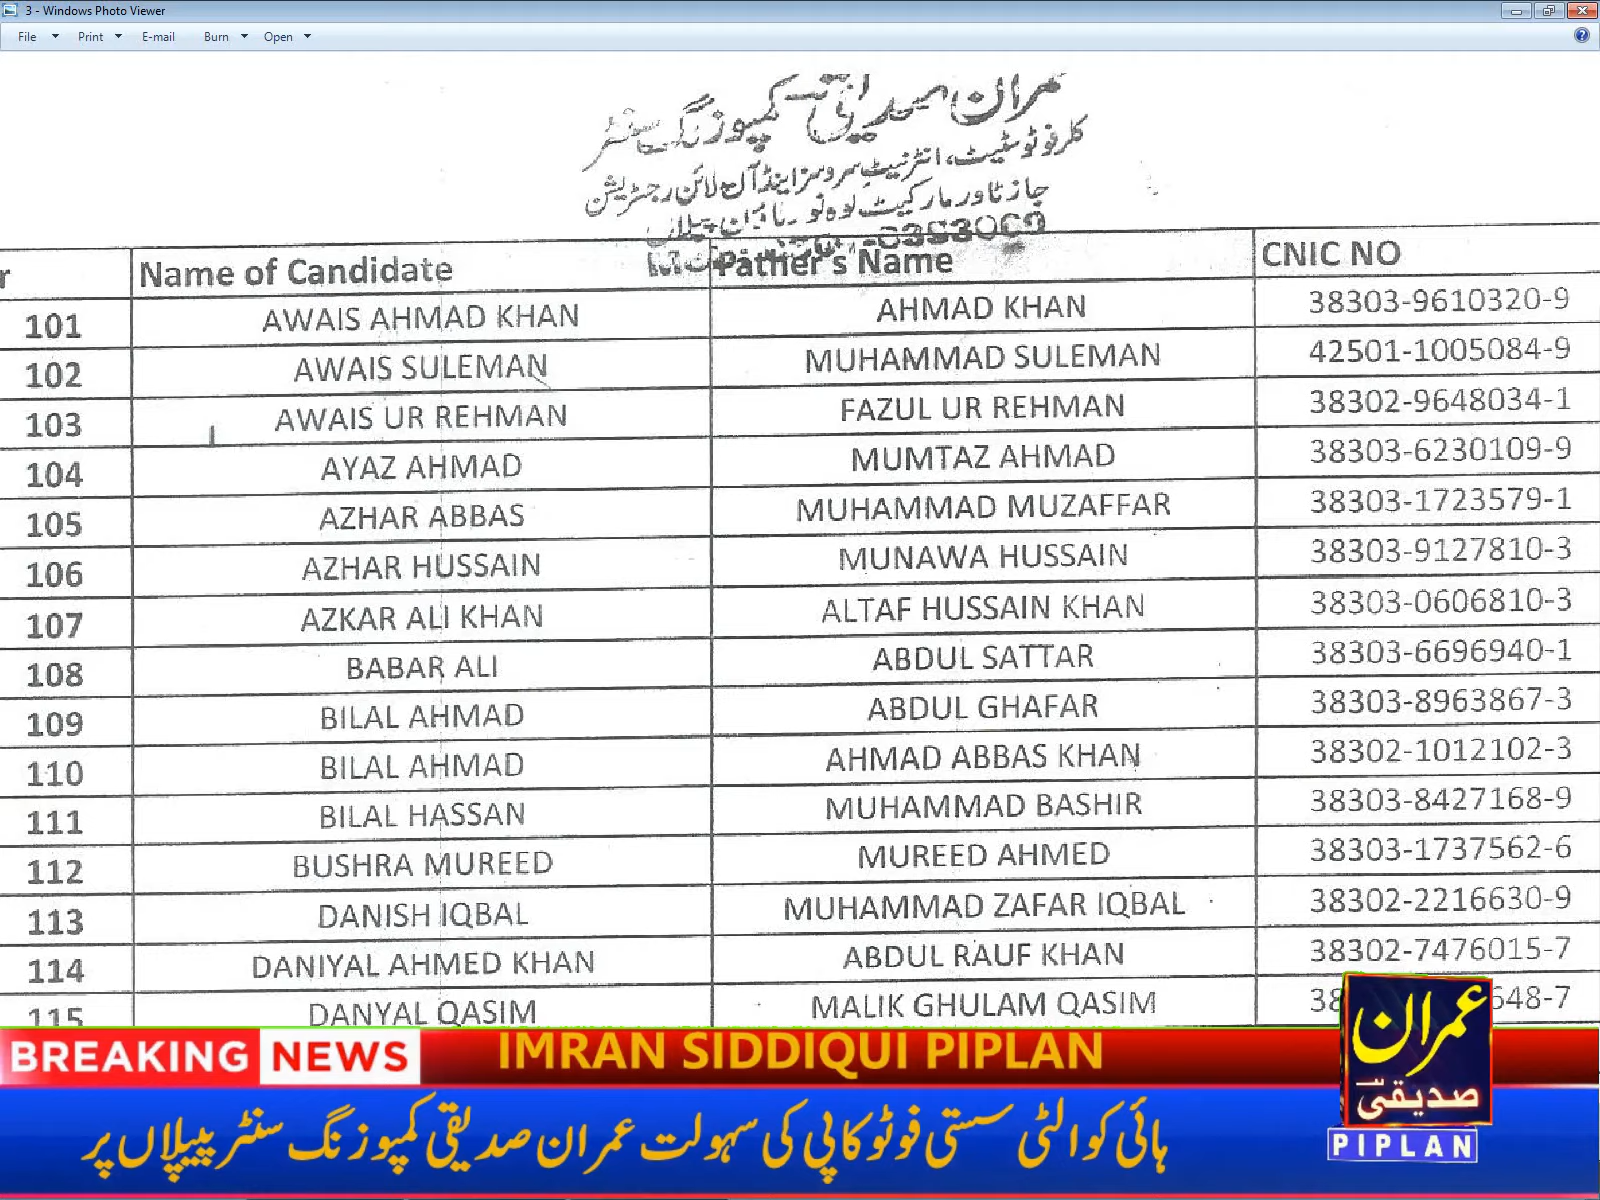 3 - Windows Photo Viewer
File Print E-mail Burn Open
عمران صدیقی کمپوزنگ سنٹر
کلر فوٹوسٹیٹ، انٹرنیٹ سروسز اینڈ آن لائن رجسٹریشن
جاز ٹاور مارکیٹ
r Name of Candidate Father's Name CNIC NO
101 AWAIS AHMAD KHAN AHMAD KHAN 38303-9610320-9
102 AWAIS SULEMAN MUHAMMAD SULEMAN 42501-1005084-9
103 AWAIS UR REHMAN FAZUL UR REHMAN 38302-9648034-1
104 AYAZ AHMAD MUMTAZ AHMAD 38303-6230109-9
105 AZHAR ABBAS MUHAMMAD MUZAFFAR 38303-1723579-1
106 AZHAR HUSSAIN MUNAWA HUSSAIN 38303-9127810-3
107 AZKAR ALI KHAN ALTAF HUSSAIN KHAN 38303-0606810-3
108 BABAR ALI ABDUL SATTAR 38303-6696940-1
109 BILAL AHMAD ABDUL GHAFAR 38303-8963867-3
110 BILAL AHMAD AHMAD ABBAS KHAN 38302-1012102-3
111 BILAL HASSAN MUHAMMAD BASHIR 38303-8427168-9
112 BUSHRA MUREED MUREED AHMED 38303-1737562-6
113 DANISH IQBAL MUHAMMAD ZAFAR IQBAL 38302-2216630-9
114 DANIYAL AHMED KHAN ABDUL RAUF KHAN 38302-7476015-7
115 DANYAL QASIM MALIK GHULAM QASIM 38 648-7
BREAKING NEWS IMRAN SIDDIQUI PIPLAN
عمران
صدیقی
PIPLAN
ہائی کوالٹی سستی فوٹو کاپی کی سہولت عمران صدیقی کمپوزنگ سنٹر پیپلاں پر